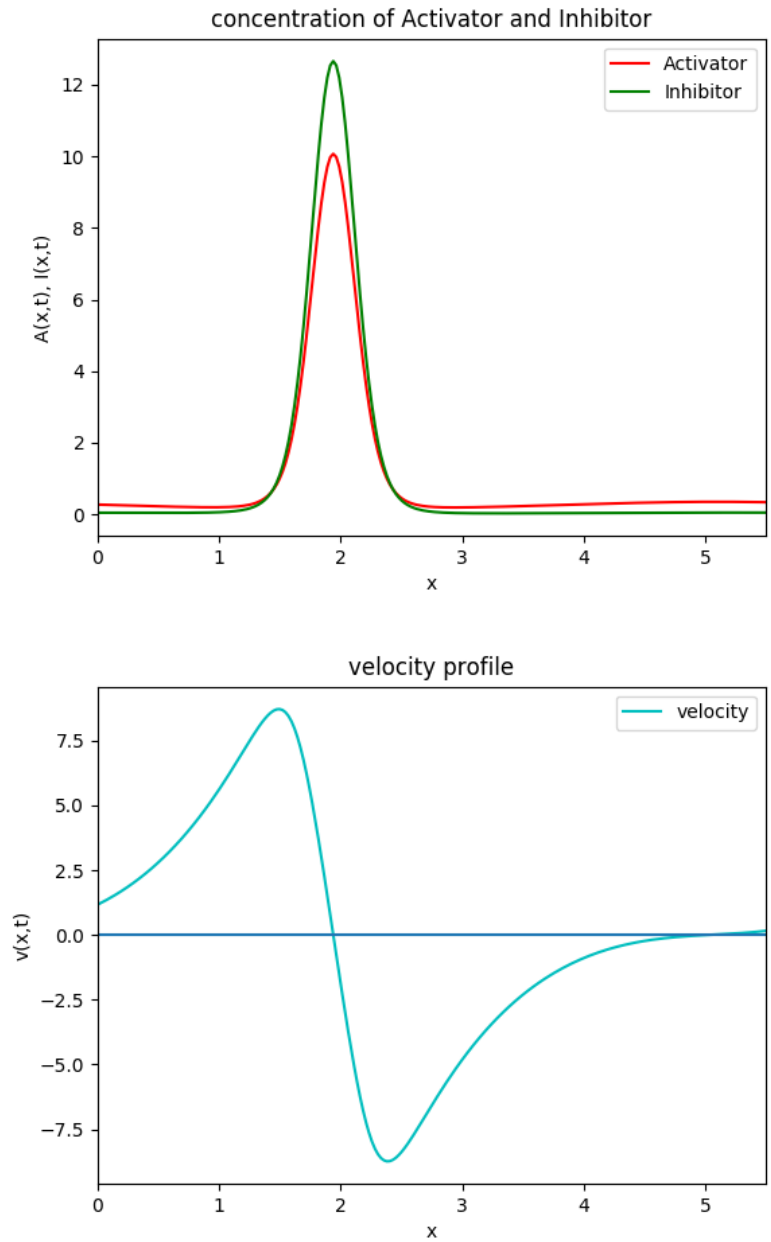 concentration of Activator and Inhibitor
Activator
Inhibitor
A(x,t), I(x,t)
12
10
8
6
4
2
0
0 1 2 3 4 5
x
velocity profile
velocity
v(x,t)
7.5
5.0
2.5
0.0
−2.5
−5.0
−7.5
0 1 2 3 4 5
x